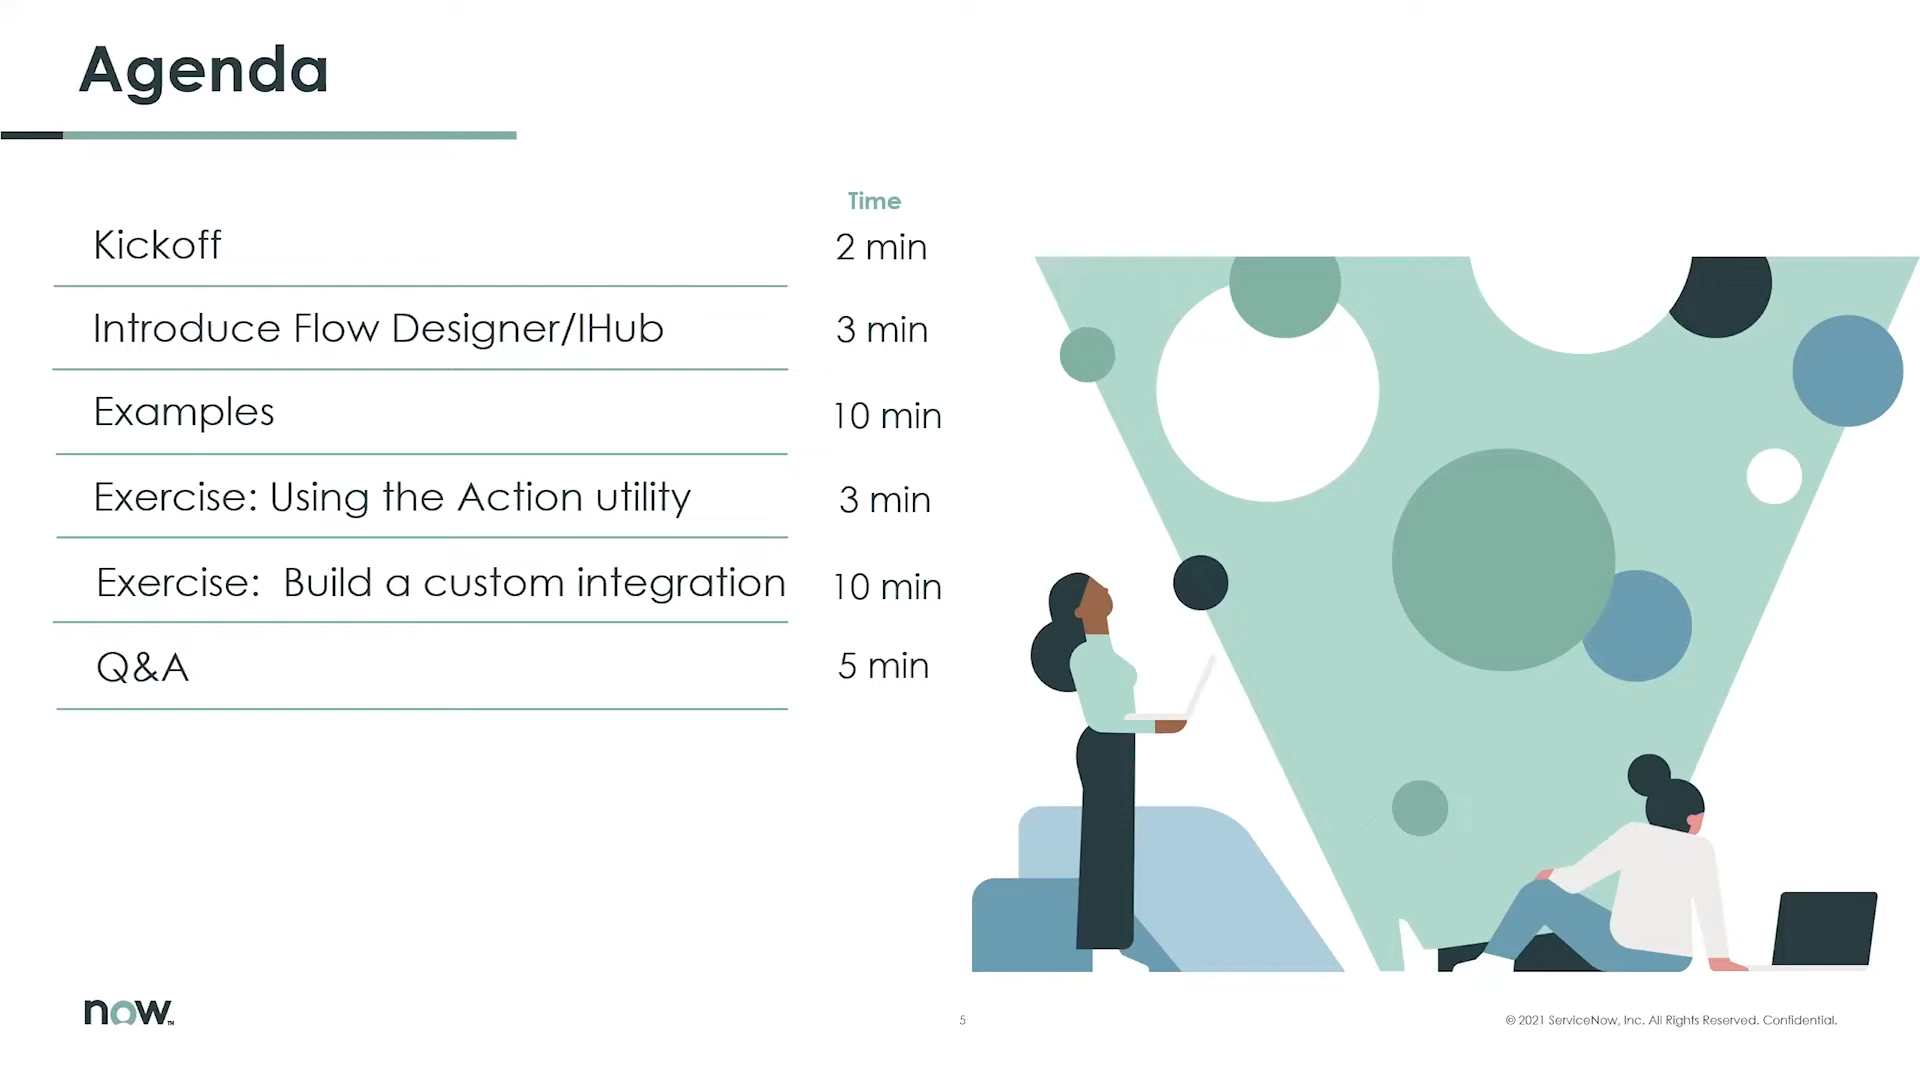 Agenda
Time
Kickoff 2 min
Introduce Flow Designer/IHub 3 min
Examples 10 min
Exercise: Using the Action utility 3 min
Exercise:  Build a custom integration 10 min
Q&A 5 min
now™
5
© 2021 ServiceNow, Inc. All Rights Reserved. Confidential.